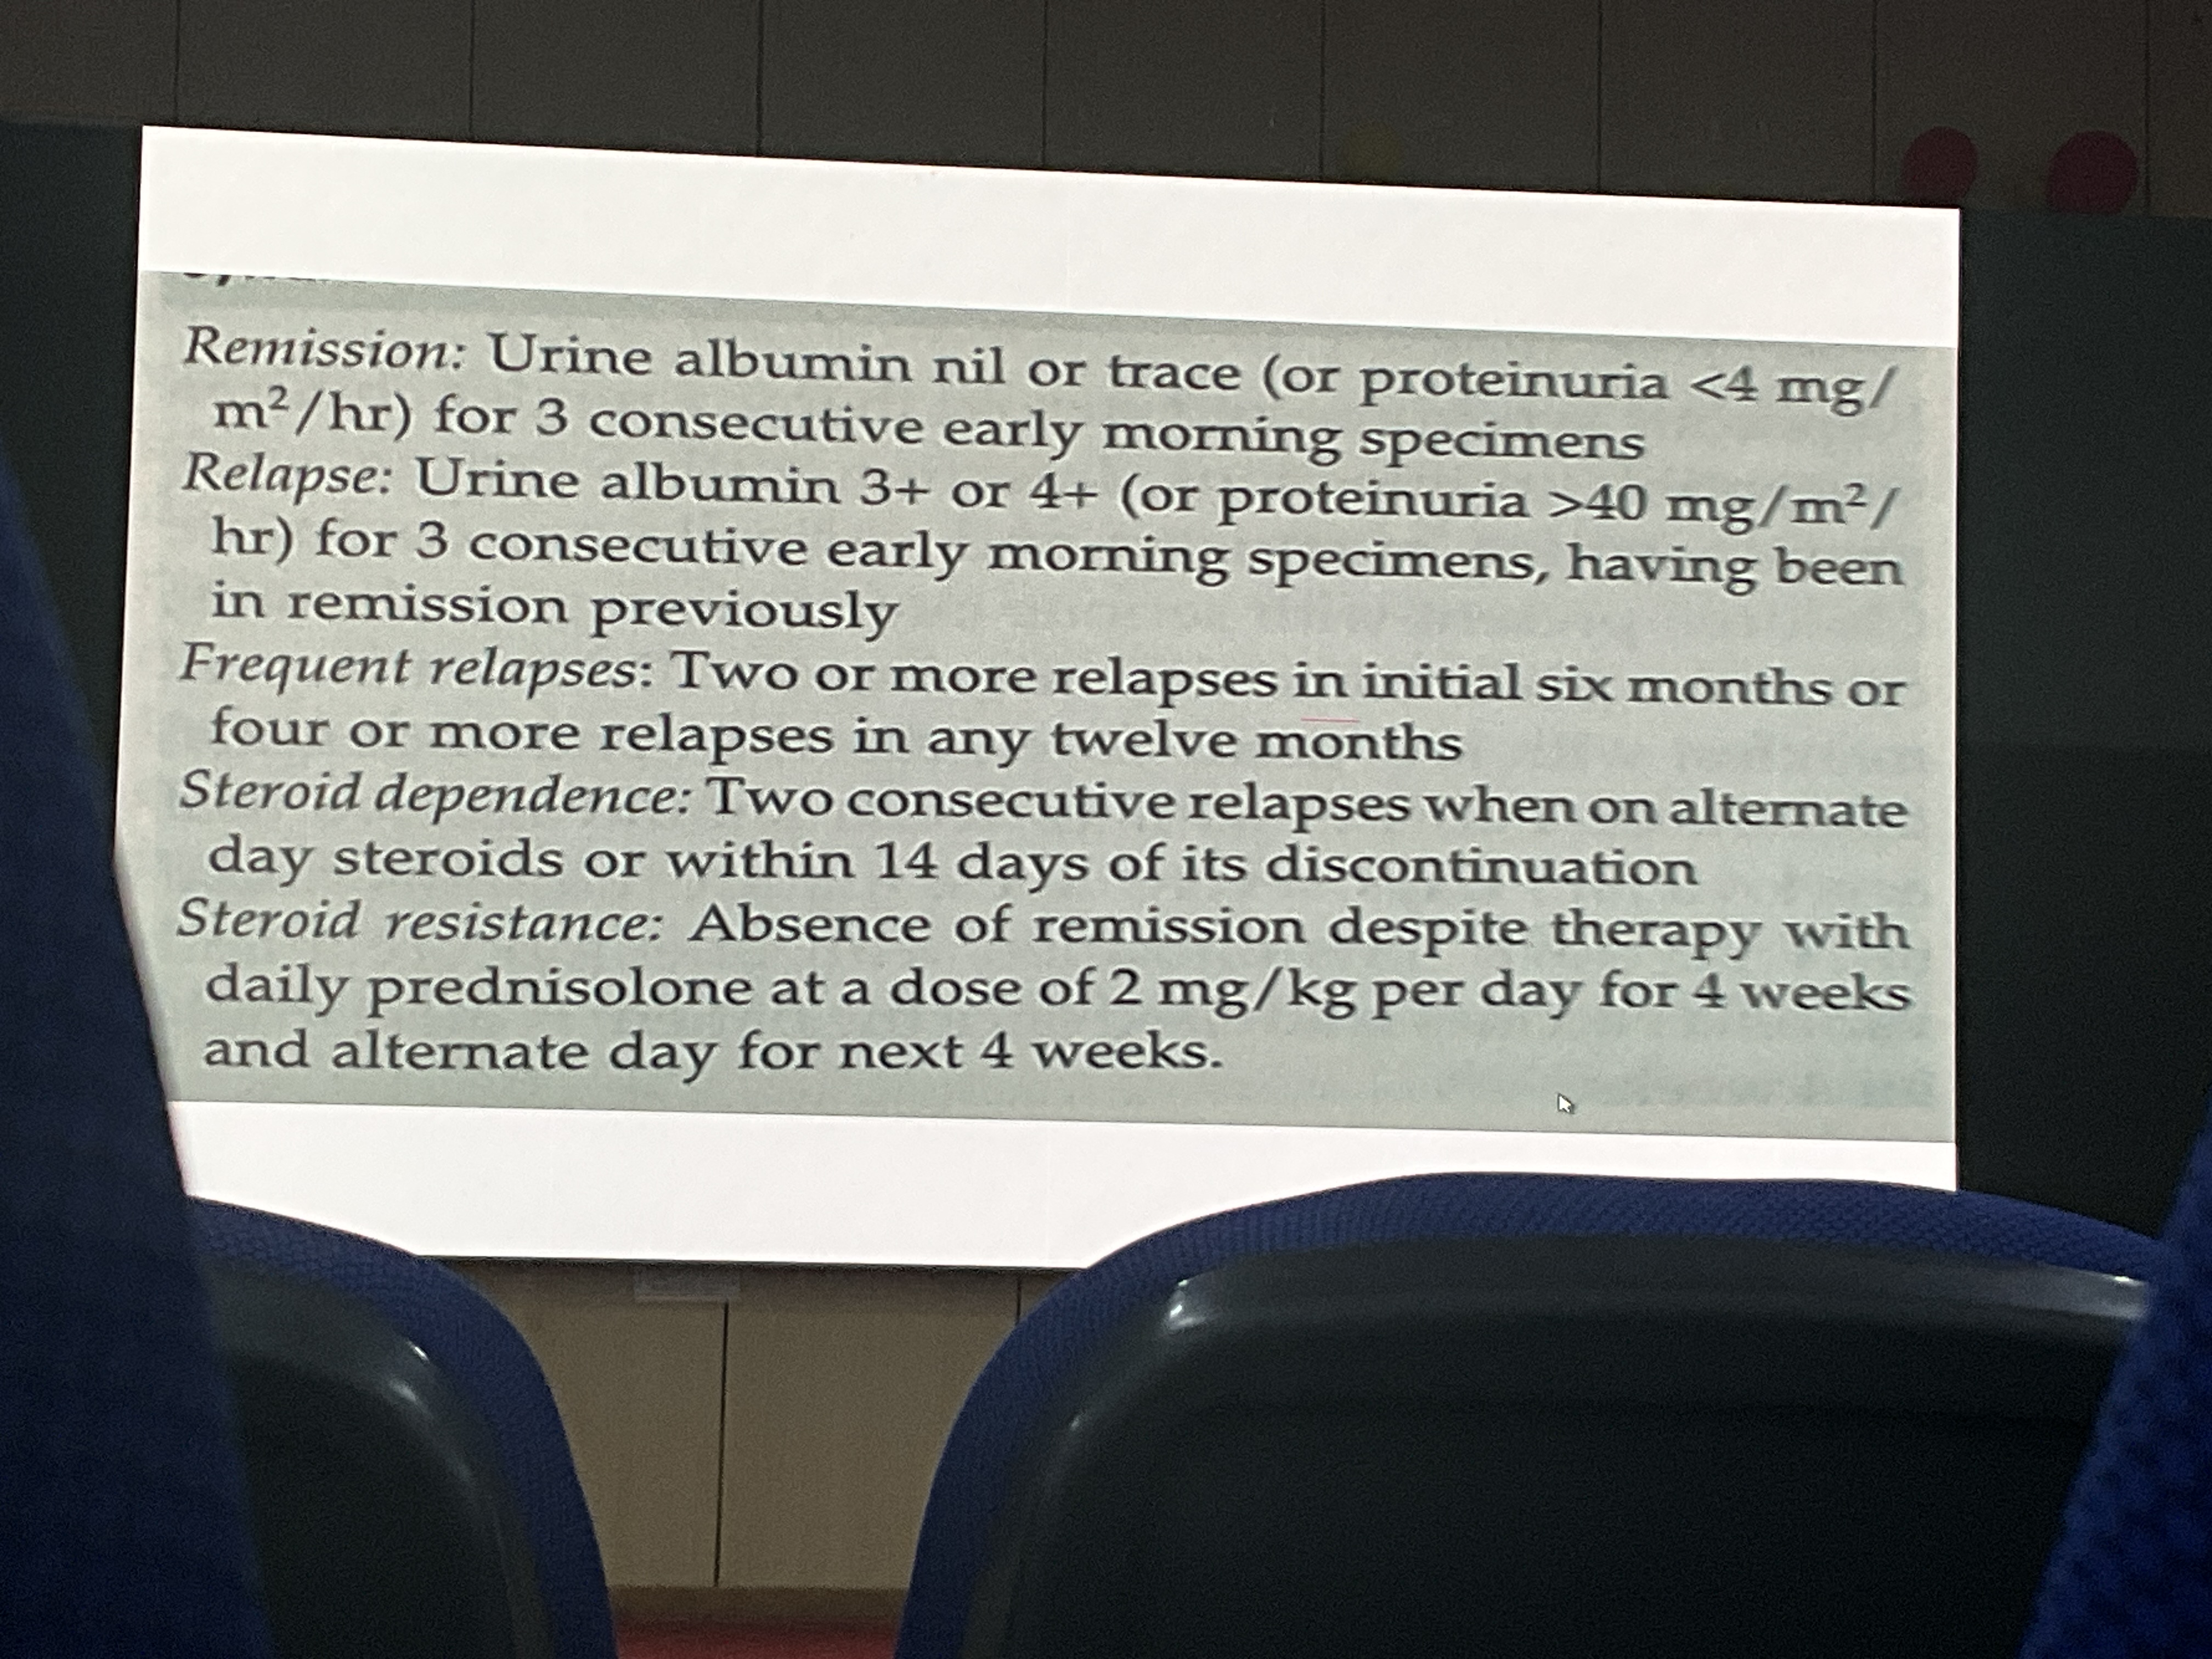 Remission: Urine albumin nil or trace (or proteinuria <4 mg/
m²/hr) for 3 consecutive early morning specimens
Relapse: Urine albumin 3+ or 4+ (or proteinuria >40 mg/m²/
hr) for 3 consecutive early morning specimens, having been
in remission previously
Frequent relapses: Two or more relapses in initial six months or
four or more relapses in any twelve months
Steroid dependence: Two consecutive relapses when on alternate
day steroids or within 14 days of its discontinuation
Steroid resistance: Absence of remission despite therapy with
daily prednisolone at a dose of 2 mg/kg per day for 4 weeks
and alternate day for next 4 weeks.